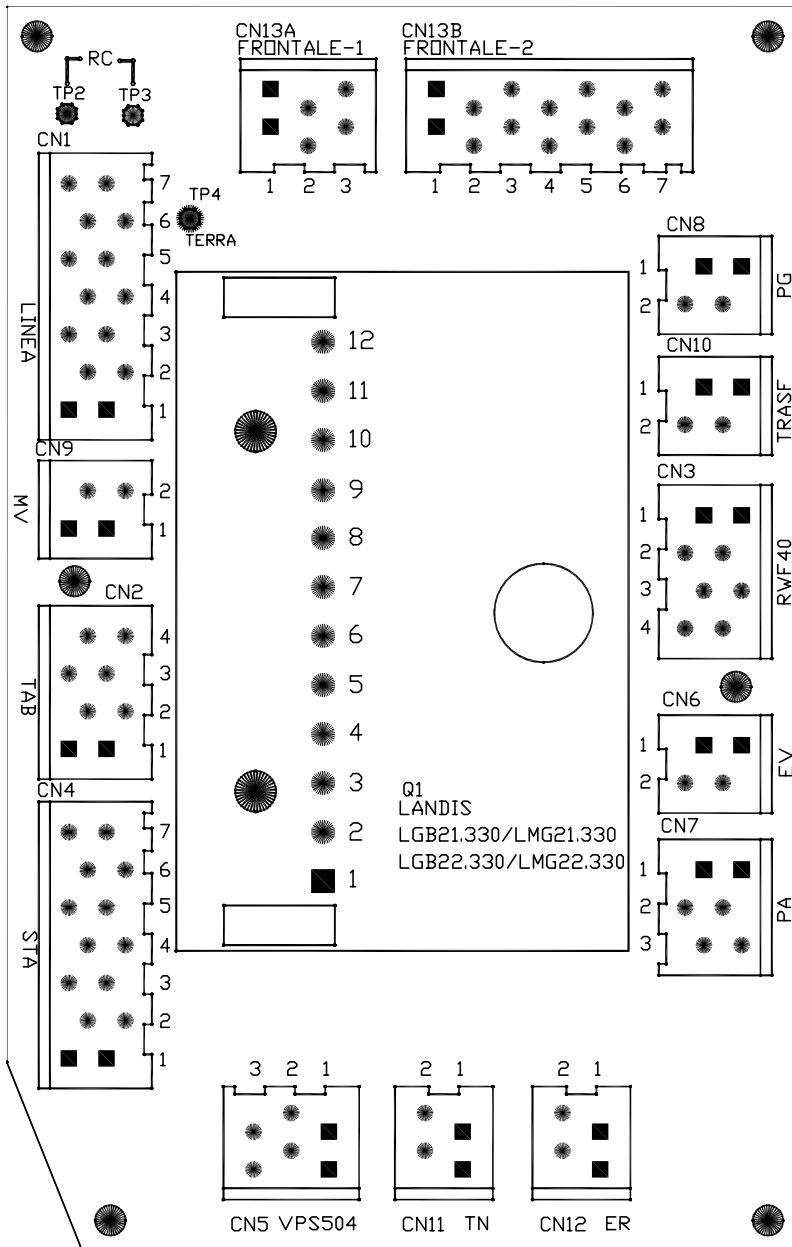 CN13A
FRONTALE-1
1 2 3
CN13B
FRONTALE-2
1 2 3 4 5 6 7
RC
TP2
TP3
CN1
7
6
5
4
3
2
1
LINEA
TP4
TERRA
CN9
2
1
MV
CN2
4
3
2
1
TAB
CN4
7
6
5
4
3
2
1
STA
12
11
10
9
8
7
6
5
4
3
2
1
Q1
LANDIS
LGB21.330/LMG21.330
LGB22.330/LMG22.330
CN8
1
2
PG
CN10
1
2
TRASF
CN3
1
2
3
4
RWF40
CN6
1
2
EV
CN7
1
2
3
PA
3 2 1
CN5 VPS504
2 1
CN11 TN
2 1
CN12 ER